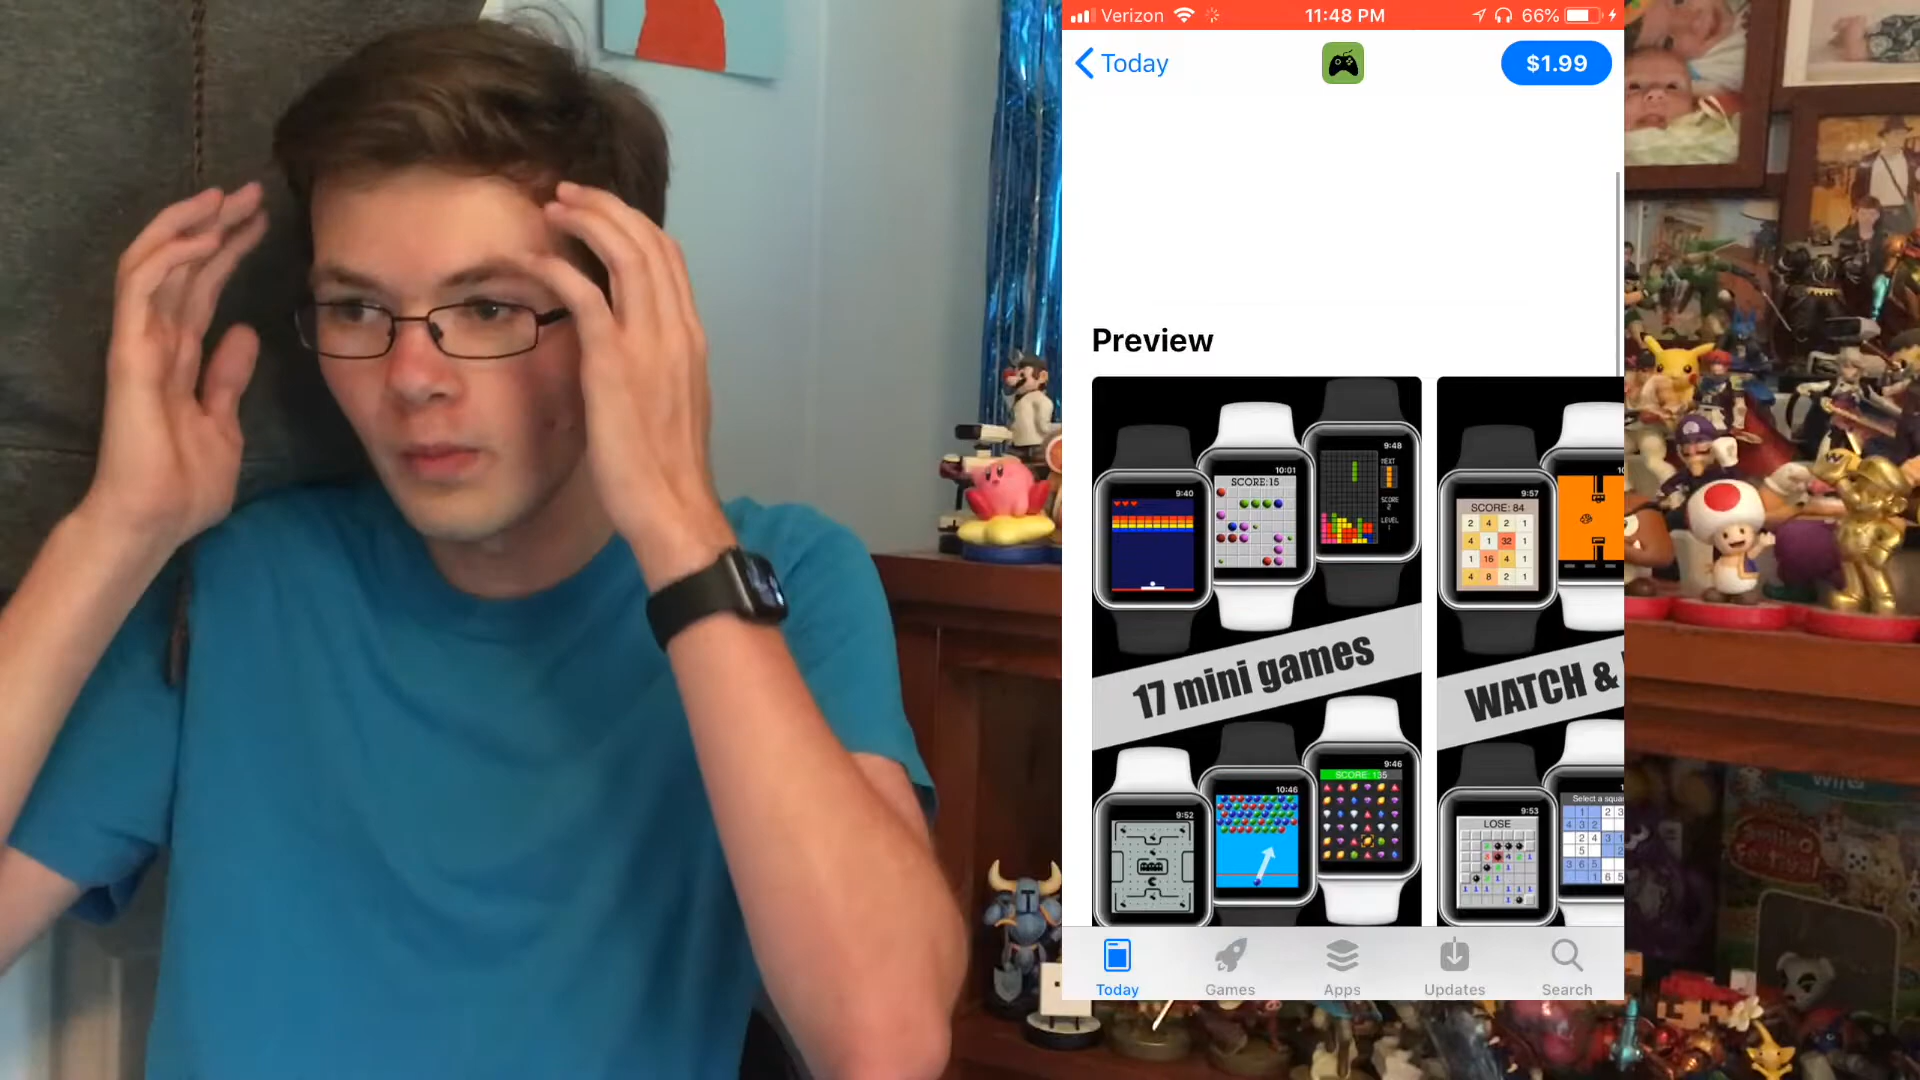 Verizon 11:48 PM 66%
Today $1.99
Preview
9:48
NEXT
SCORE
2
LEVEL
1
10:01
SCORE:15
9:40
9:57
SCORE: 84
2 4 2 1
4 1 32 1
1 16 4 1
4 8 2 1
17 mini games
WATCH &
9:46
SCORE: 135
10:46
9:52
9:53
LOSE
Select a squa
Today Games Apps Updates Search